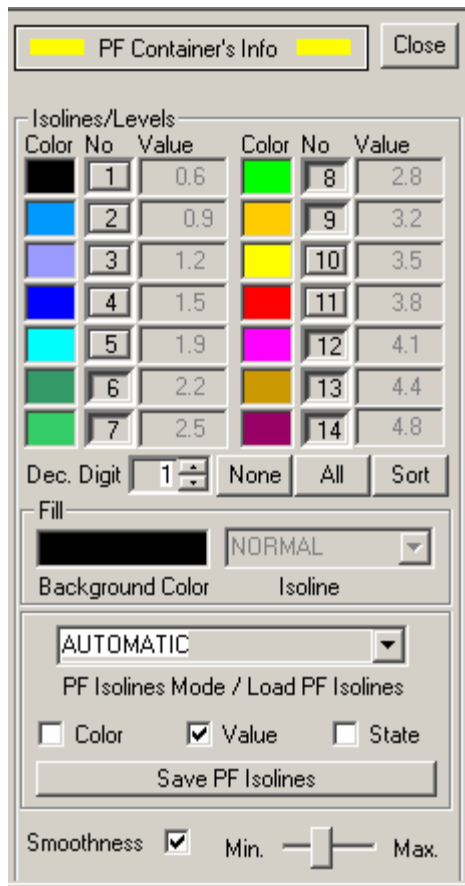 PF Container's Info Close
Isolines/Levels
Color No Value Color No Value
1 0.6 8 2.8
2 0.9 9 3.2
3 1.2 10 3.5
4 1.5 11 3.8
5 1.9 12 4.1
6 2.2 13 4.4
7 2.5 14 4.8
Dec. Digit 1 None All Sort
Fill
NORMAL
Background Color Isoline
AUTOMATIC
PF Isolines Mode / Load PF Isolines
Color Value State
Save PF Isolines
Smoothness Min. Max.